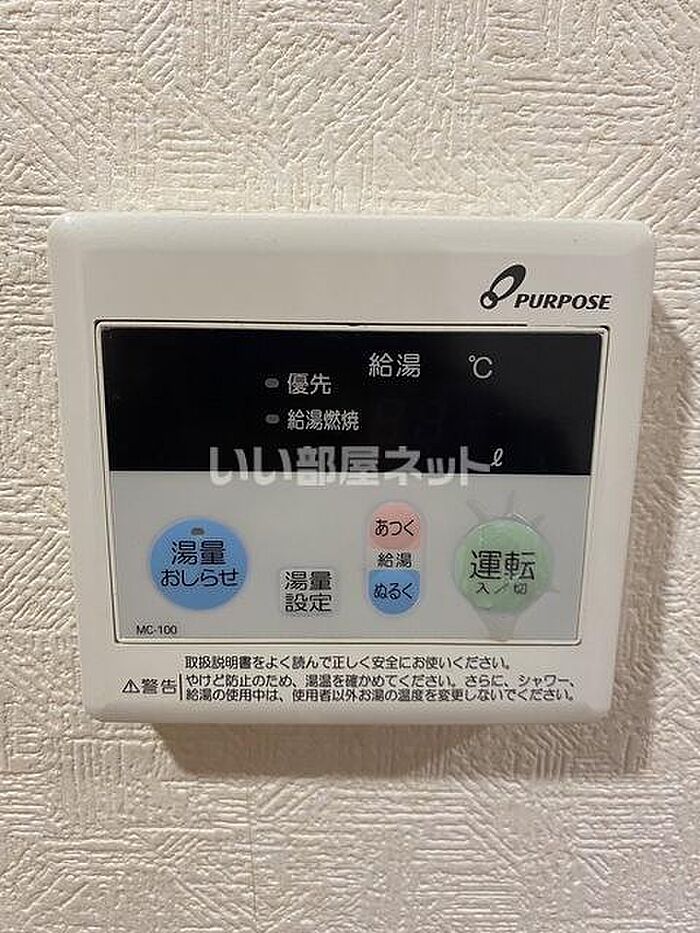 PURPOSE
給湯 ℃
優先
給湯燃焼
ℓ
いい部屋ネット
湯量
おしらせ
湯量
設定
あつく
給湯
ぬるく
運転
入/切
MC-100
取扱説明書をよく読んで正しく安全にお使いください。
⚠警告
やけど防止のため、湯温を確かめてください。さらに、シャワー、
給湯の使用中は、使用者以外お湯の温度を変更しないでください。